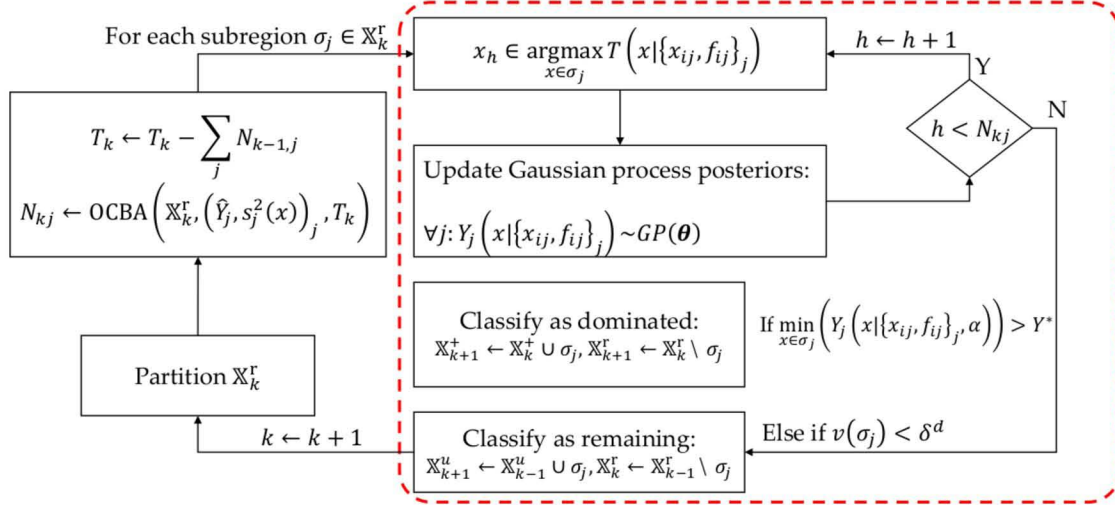 For each subregion σ_j ∈ 𝕏_k^r
x_h ∈ argmax_{x∈σ_j} T(x|{x_ij, f_ij}_j)
h ← h + 1
Y
N
h < N_kj
T_k ← T_k − ∑_j N_{k−1,j}
N_kj ← OCBA(𝕏_k^r, (Ŷ_j, s_j^2(x))_j, T_k)
Update Gaussian process posteriors:
∀j: Y_j(x|{x_ij, f_ij}_j)~GP(𝜽)
Classify as dominated:
𝕏_{k+1}^+ ← 𝕏_k^+ ∪ σ_j, 𝕏_{k+1}^r ← 𝕏_k^r \ σ_j
If min_{x∈σ_j}(Y_j(x|{x_ij, f_ij}_j, α)) > Y*
Partition 𝕏_k^r
k ← k + 1
Classify as remaining:
𝕏_{k+1}^u ← 𝕏_{k−1}^u ∪ σ_j, 𝕏_k^r ← 𝕏_{k−1}^r \ σ_j
Else if v(σ_j) < δ^d